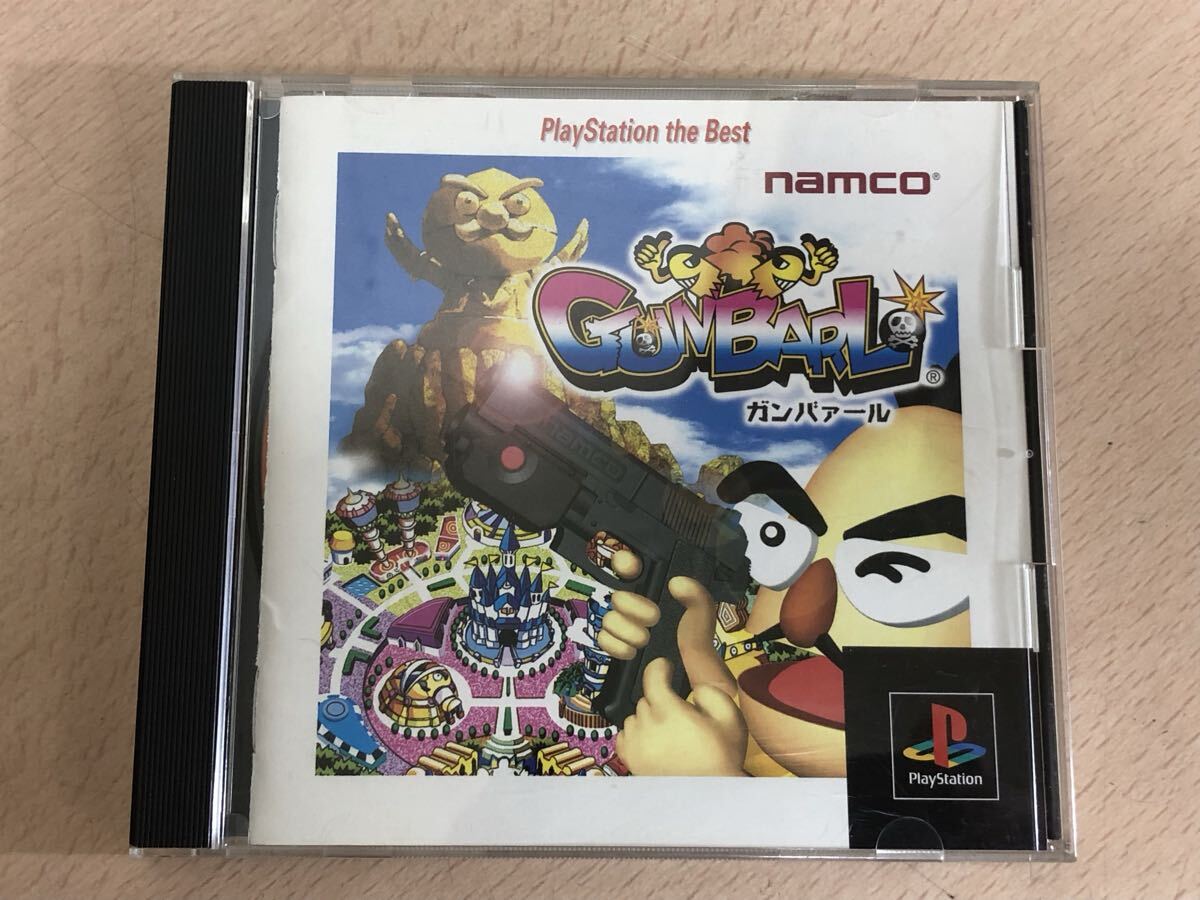 PlayStation the Best
namco®
GUNBARL
®
ガンバァール
namco
PlayStation